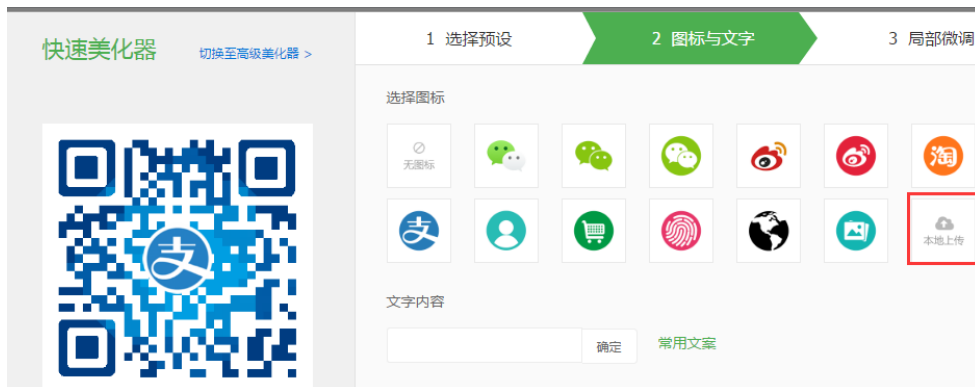 快速美化器 切换至高级美化器 >
1 选择预设 2 图标与文字 3 局部微调
选择图标
无图标
淘
支
本地上传
支
文字内容
确定 常用文案